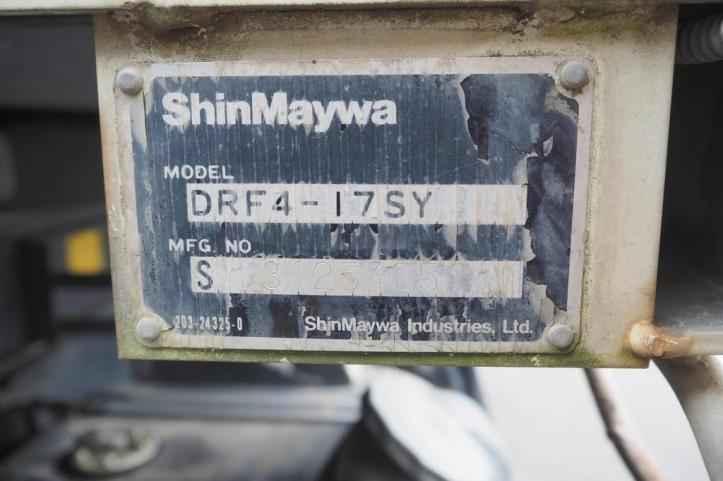 ShinMaywa
MODEL
DRF4-17SY
MFG. NO
S
203-24325-0
ShinMaywa Industries, Ltd.